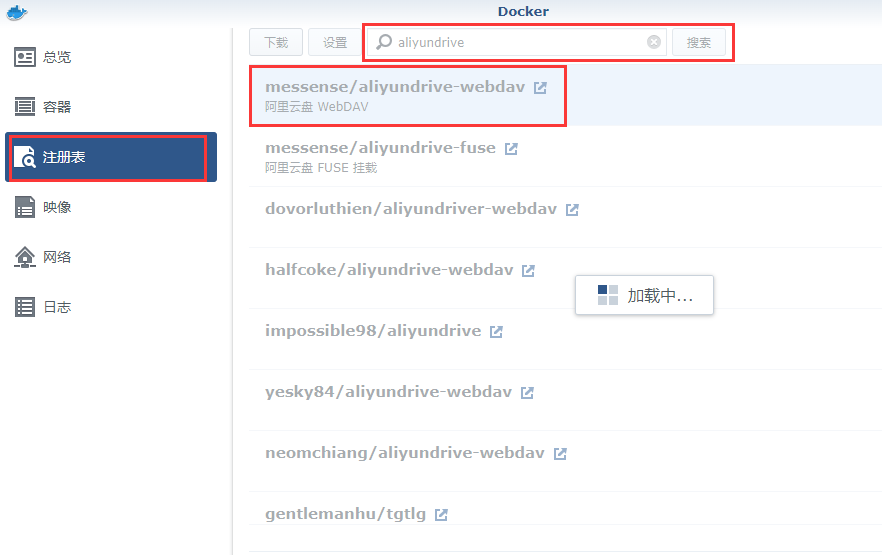 Docker
总览
容器
注册表
映像
网络
日志
下载 设置 aliyundrive 搜索
messense/aliyundrive-webdav
阿里云盘 WebDAV
messense/aliyundrive-fuse
阿里云盘 FUSE 挂载
dovorluthien/aliyundriver-webdav
halfcoke/aliyundrive-webdav
加载中...
impossible98/aliyundrive
yesky84/aliyundrive-webdav
neomchiang/aliyundrive-webdav
gentlemanhu/tgtlg